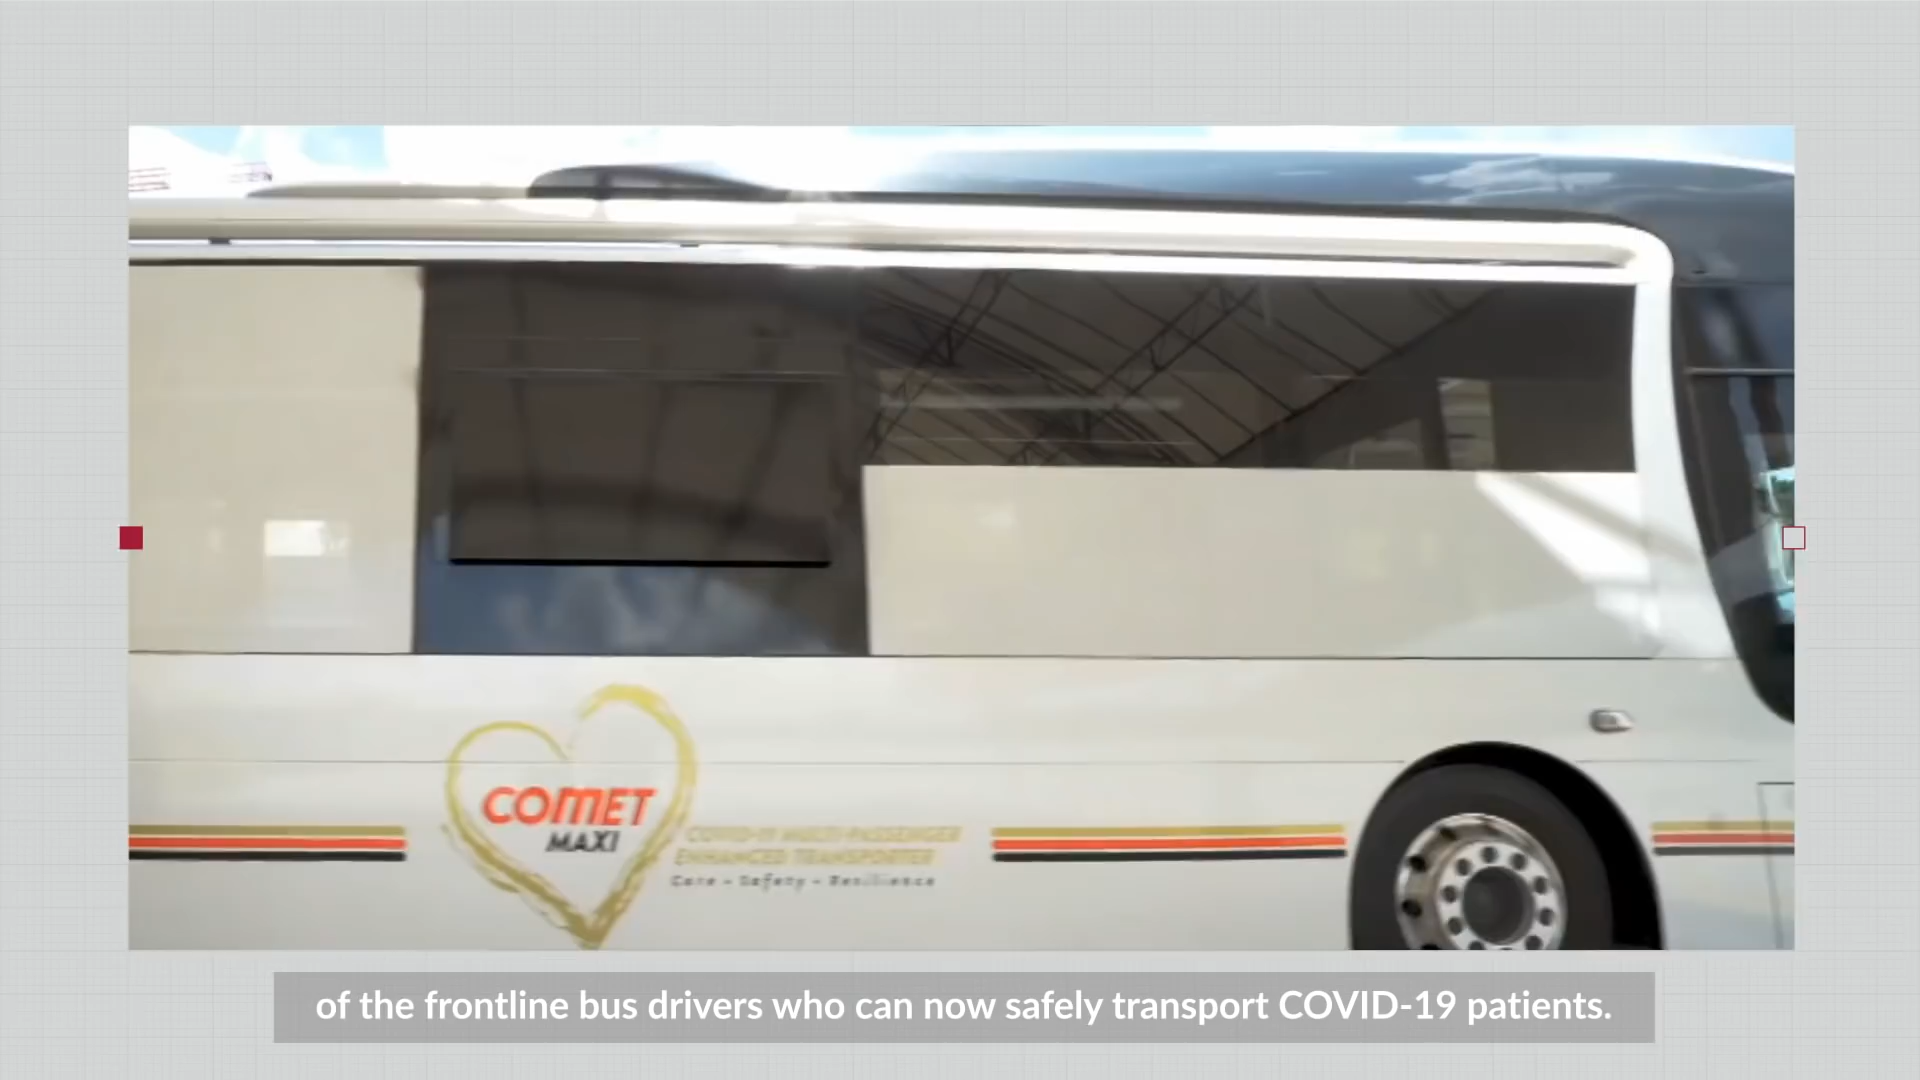 COMET
MAXI
COVID-19 MULTI-PASSENGER
ENHANCED TRANSPORTER
Care - Safety - Resilience
of the frontline bus drivers who can now safely transport COVID-19 patients.